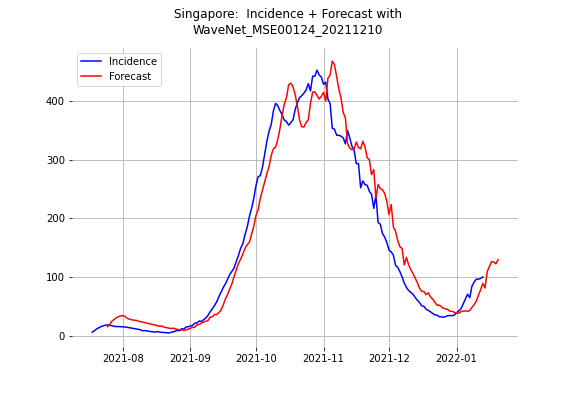 Singapore:  Incidence + Forecast with
WaveNet_MSE00124_20211210
Incidence
Forecast
400
300
200
100
0
2021-08
2021-09
2021-10
2021-11
2021-12
2022-01